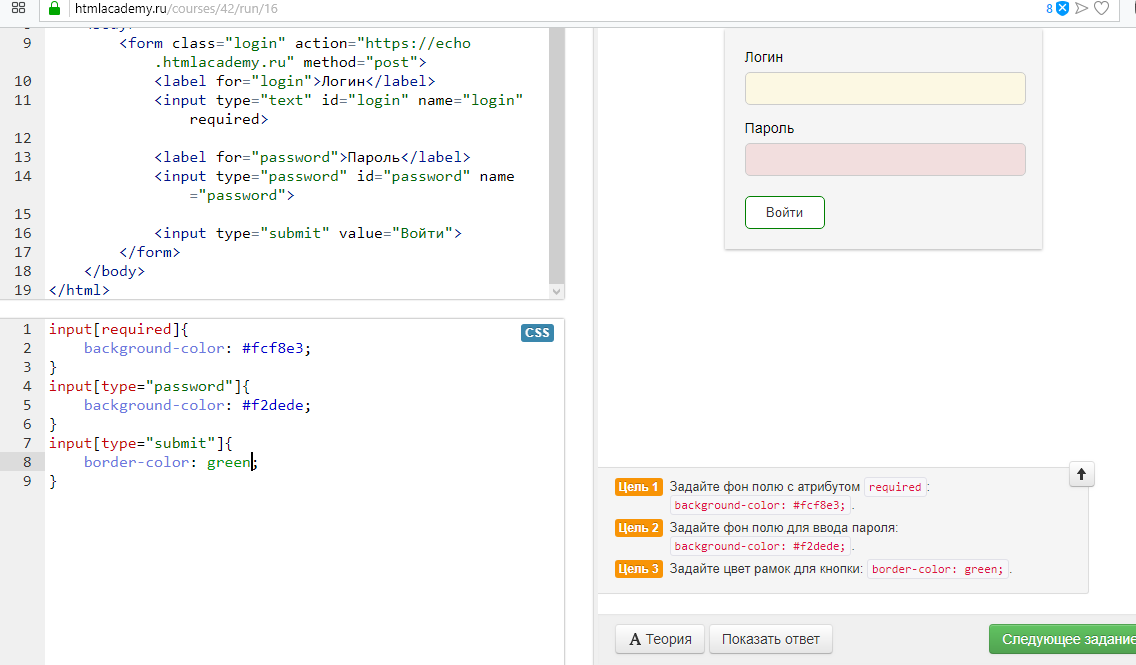 htmlacademy.ru/courses/42/run/16
8
9 <form class="login" action="https://echo
.htmlacademy.ru" method="post">
10 <label for="login">Логин</label>
11 <input type="text" id="login" name="login"
required>
12
13 <label for="password">Пароль</label>
14 <input type="password" id="password" name
="password">
15
16 <input type="submit" value="Войти">
17 </form>
18 </body>
19 </html>
CSS
1 input[required]{
2 background-color: #fcf8e3;
3 }
4 input[type="password"]{
5 background-color: #f2dede;
6 }
7 input[type="submit"]{
8 border-color: green;
9 }
Логин
Пароль
Войти
Цель 1 Задайте фон полю с атрибутом required:
background-color: #fcf8e3; .
Цель 2 Задайте фон полю для ввода пароля:
background-color: #f2dede; .
Цель 3 Задайте цвет рамок для кнопки: border-color: green; .
A Теория
Показать ответ
Следующее задание